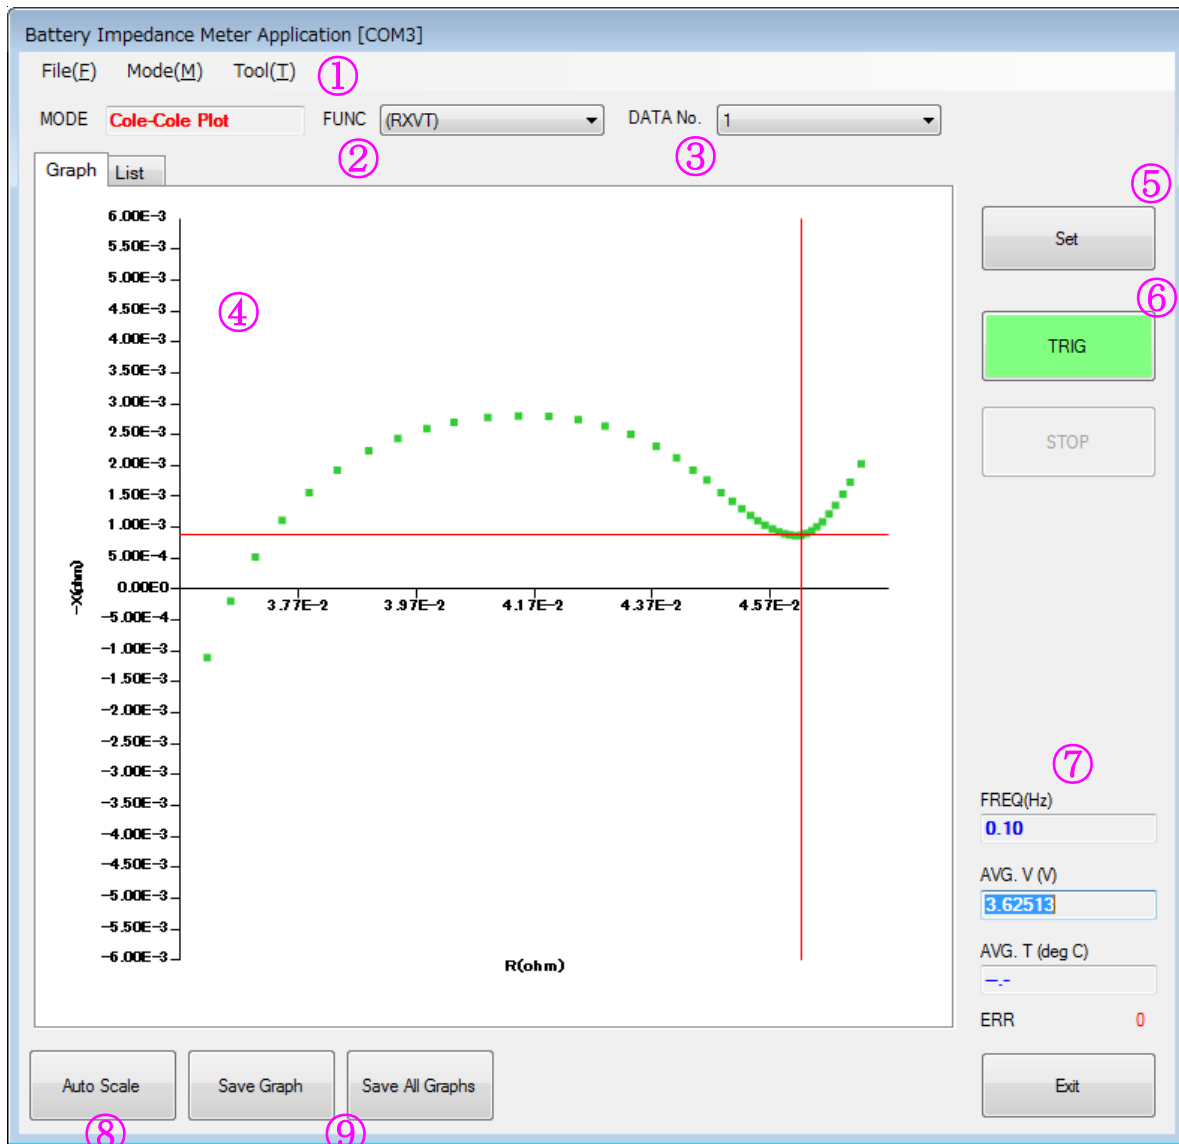 Battery Impedance Meter Application [COM3]
File(F) Mode(M) Tool(T) ①
MODE Cole-Cole Plot FUNC (RXVT) DATA No. 1
② ③
Graph List
⑤
Set
⑥
TRIG
STOP
④
6.00E-3
5.50E-3
5.00E-3
4.50E-3
4.00E-3
3.50E-3
3.00E-3
2.50E-3
2.00E-3
1.50E-3
1.00E-3
5.00E-4
0.00E0
-5.00E-4
-1.00E-3
-1.50E-3
-2.00E-3
-2.50E-3
-3.00E-3
-3.50E-3
-4.00E-3
-4.50E-3
-5.00E-3
-5.50E-3
-6.00E-3
-X(ohm)
3.77E-2 3.97E-2 4.17E-2 4.37E-2 4.57E-2
R(ohm)
⑦
FREQ(Hz)
0.10
AVG. V (V)
3.62513
AVG. T (deg C)
--.-
ERR 0
Auto Scale Save Graph Save All Graphs Exit
⑧ ⑨